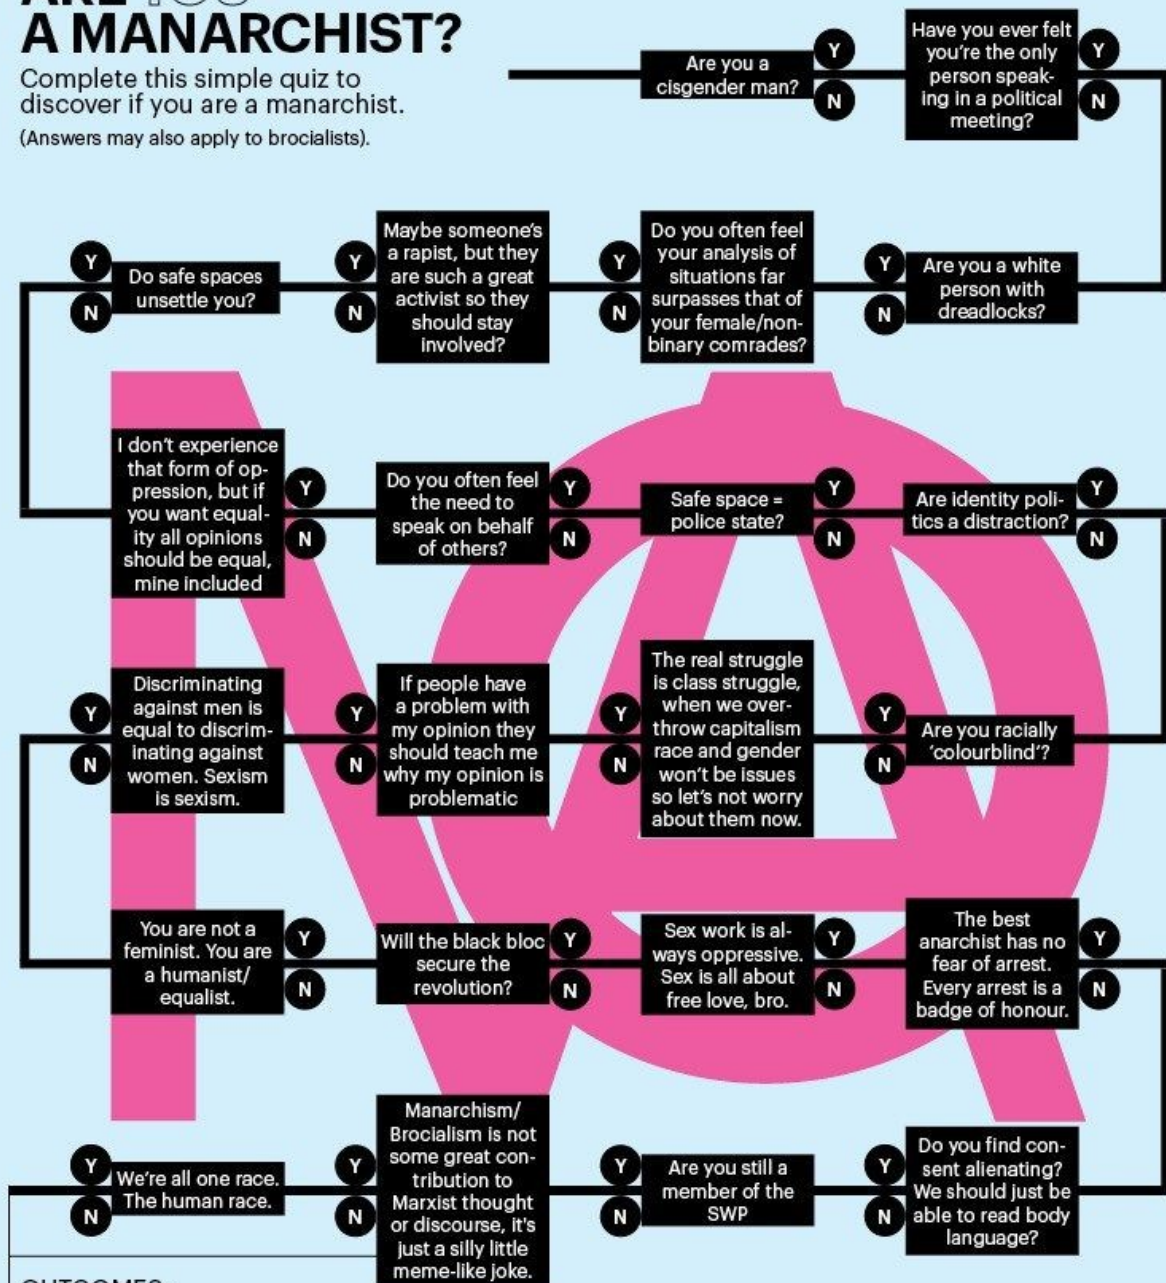 ARE YOU
A MANARCHIST?
Complete this simple quiz to
discover if you are a manarchist.
(Answers may also apply to brocialists).
Are you a
cisgender man?
Y
N
Have you ever felt
you're the only
person speak-
ing in a political
meeting?
Y
N
Are you a white
person with
dreadlocks?
Y
N
Do you often feel
your analysis of
situations far
surpasses that of
your female/non-
binary comrades?
Y
N
Maybe someone's
a rapist, but they
are such a great
activist so they
should stay
involved?
Y
N
Do safe spaces
unsettle you?
Y
N
I don't experience
that form of op-
pression, but if
you want equal-
ity all opinions
should be equal,
mine included
Y
N
Do you often feel
the need to
speak on behalf
of others?
Y
N
Safe space =
police state?
Y
N
Are identity poli-
tics a distraction?
Y
N
Are you racially
'colourblind'?
Y
N
The real struggle
is class struggle,
when we over-
throw capitalism
race and gender
won't be issues
so let's not worry
about them now.
Y
N
If people have
a problem with
my opinion they
should teach me
why my opinion is
problematic
Y
N
Discriminating
against men is
equal to discrim-
inating against
women. Sexism
is sexism.
Y
N
You are not a
feminist. You are
a humanist/
equalist.
Y
N
Will the black bloc
secure the
revolution?
Y
N
Sex work is al-
ways oppressive.
Sex is all about
free love, bro.
Y
N
The best
anarchist has no
fear of arrest.
Every arrest is a
badge of honour.
Y
N
Do you find con-
sent alienating?
We should just be
able to read body
language?
Y
N
Are you still a
member of the
SWP
Y
N
Manarchism/
Brocialism is not
some great con-
tribution to
Marxist thought
or discourse, it's
just a silly little
meme-like joke.
Y
N
We're all one race.
The human race.
Y
N
OUTCOMES